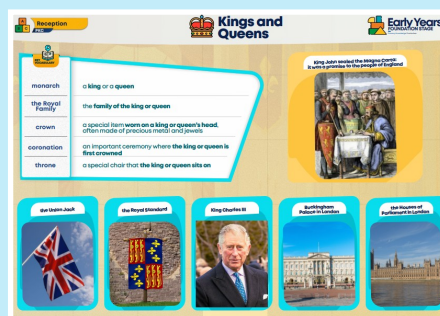 Reception
PKC
Kings and
Queens
Early Years
FOUNDATION STAGE
KEY
VOCABULARY
monarch
a king or a queen
the Royal
Family
the family of the king or queen
crown
a special item worn on a king or queen's head,
often made of precious metal and jewels
coronation
an important ceremony where the king or queen is
first crowned
throne
a special chair that the king or queen sits on
King John sealed the Magna Carta:
it was a promise to the people of England
the Union Jack
the Royal Standard
King Charles III
Buckingham
Palace in London
the Houses of
Parliament in London